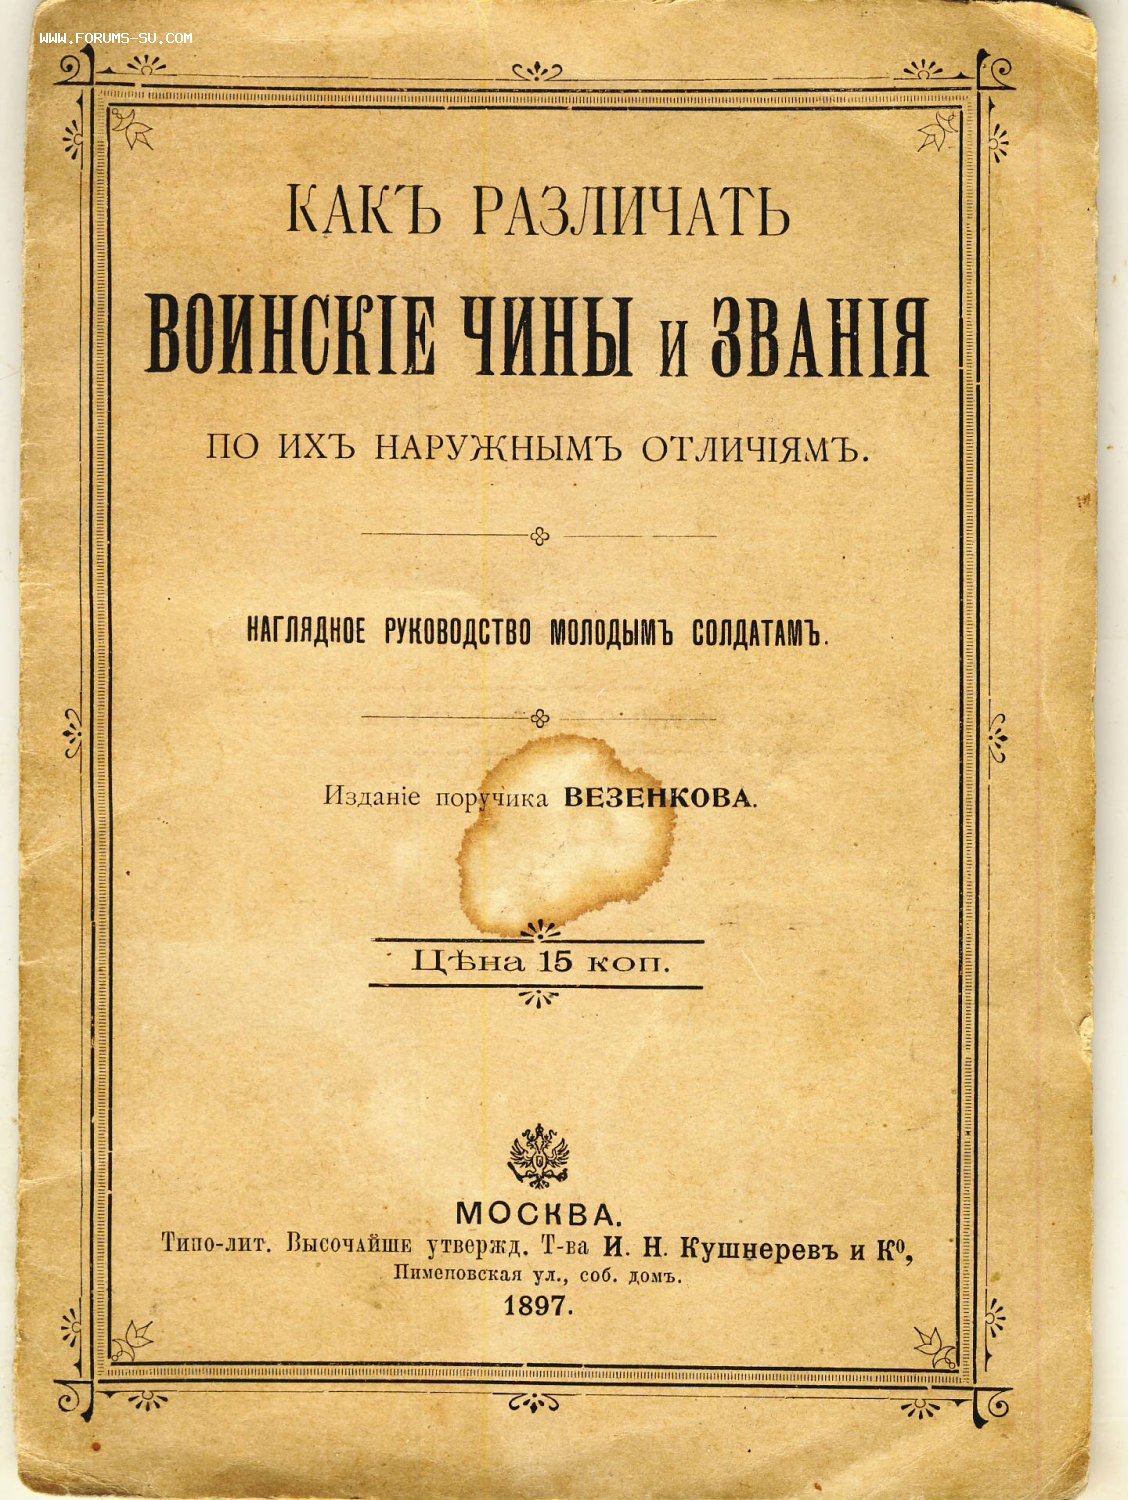 WWW.FORUMS-SU.COM
КАКЪ РАЗЛИЧАТЬ
ВОИНСКІЕ ЧИНЫ и ЗВАНІЯ
ПО ИХЪ НАРУЖНЫМЪ ОТЛИЧІЯМЪ.
НАГЛЯДНОЕ РУКОВОДСТВО МОЛОДЫМЪ СОЛДАТАМЪ.
Изданіе поручика ВЕЗЕНКОВА.
Цѣна 15 коп.
МОСКВА.
Типо-лит. Высочайше утвержд. Т-ва И. Н. Кушнеревъ и К⁰,
Пименовская ул., соб. домъ.
1897.